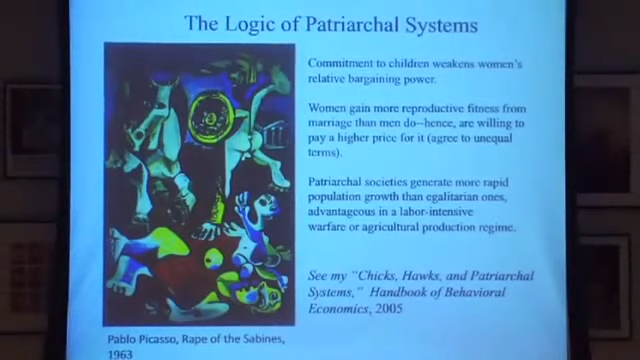 The Logic of Patriarchal Systems
Commitment to children weakens women's
relative bargaining power.
Women gain more reproductive fitness from
marriage than men do--hence, are willing to
pay a higher price for it (agree to unequal
terms).
Patriarchal societies generate more rapid
population growth than egalitarian ones,
advantageous in a labor-intensive
warfare or agricultural production regime.
See my "Chicks, Hawks, and Patriarchal
Systems," Handbook of Behavioral
Economics, 2005
Pablo Picasso, Rape of the Sabines,
1963